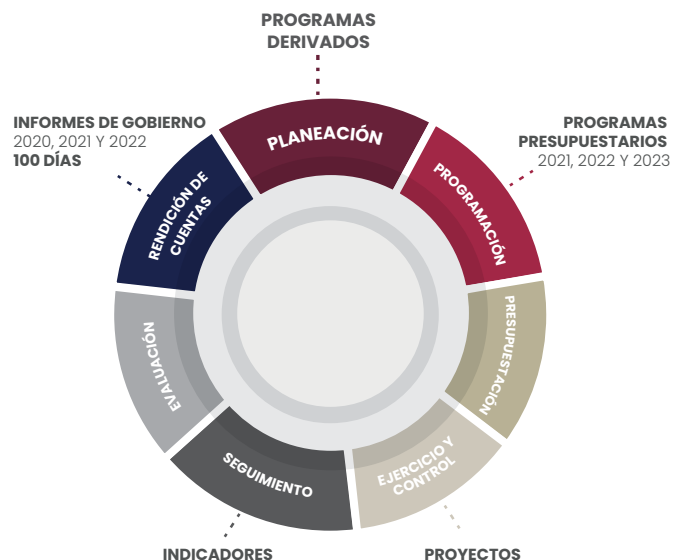 PROGRAMAS
DERIVADOS
INFORMES DE GOBIERNO
2020, 2021 Y 2022
100 DÍAS
PROGRAMAS
PRESUPUESTARIOS
2021, 2022 Y 2023
PLANEACIÓN
PROGRAMACIÓN
PRESUPUESTACIÓN
EJERCICIO Y
CONTROL
SEGUIMIENTO
EVALUACIÓN
RENDICIÓN DE
CUENTAS
INDICADORES
PROYECTOS